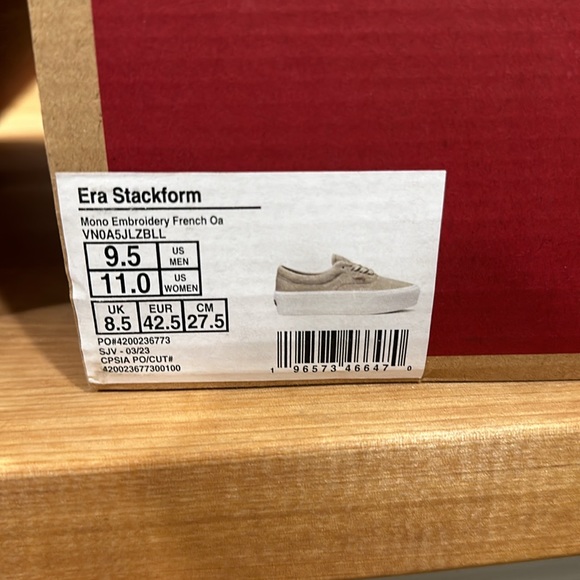 Era Stackform
Mono Embroidery French Oa
VN0A5JLZBLL
9.5 US MEN
11.0 US WOMEN
UK EUR CM
8.5 42.5 27.5
PO#4200236773
SJV - 03/23
CPSIA PO/CUT#
420023677300100
1 96573 46647 0